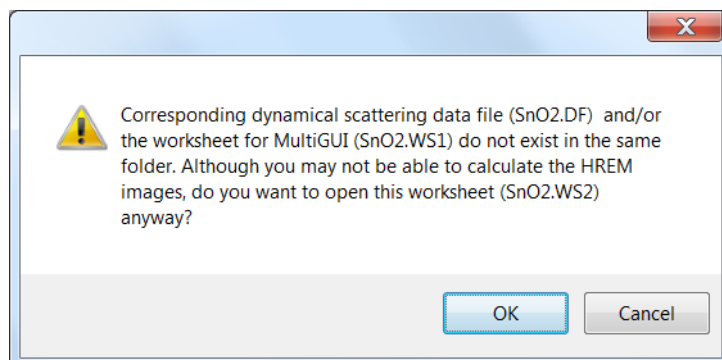 Corresponding dynamical scattering data file (SnO2.DF)  and/or
the worksheet for MultiGUI (SnO2.WS1) do not exist in the same
folder. Although you may not be able to calculate the HREM
images, do you want to open this worksheet (SnO2.WS2)
anyway?
OK
Cancel